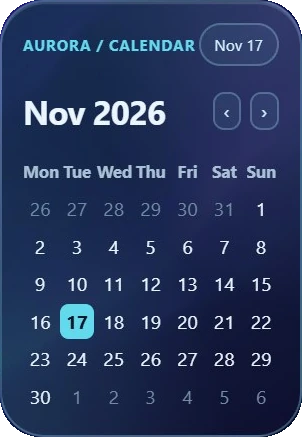 AURORA / CALENDAR Nov 17
Nov 2026 ‹ ›
Mon Tue Wed Thu Fri Sat Sun
26 27 28 29 30 31 1
2 3 4 5 6 7 8
9 10 11 12 13 14 15
16 17 18 19 20 21 22
23 24 25 26 27 28 29
30 1 2 3 4 5 6